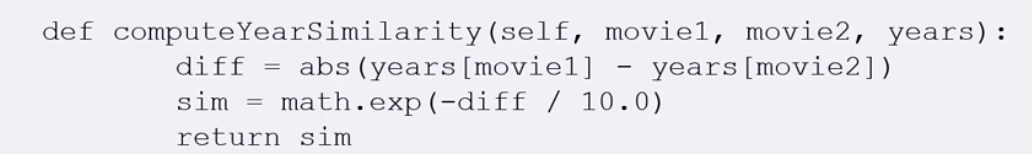 def computeYearSimilarity(self, movie1, movie2, years):
diff = abs(years[movie1] - years[movie2])
sim = math.exp(-diff / 10.0)
return sim